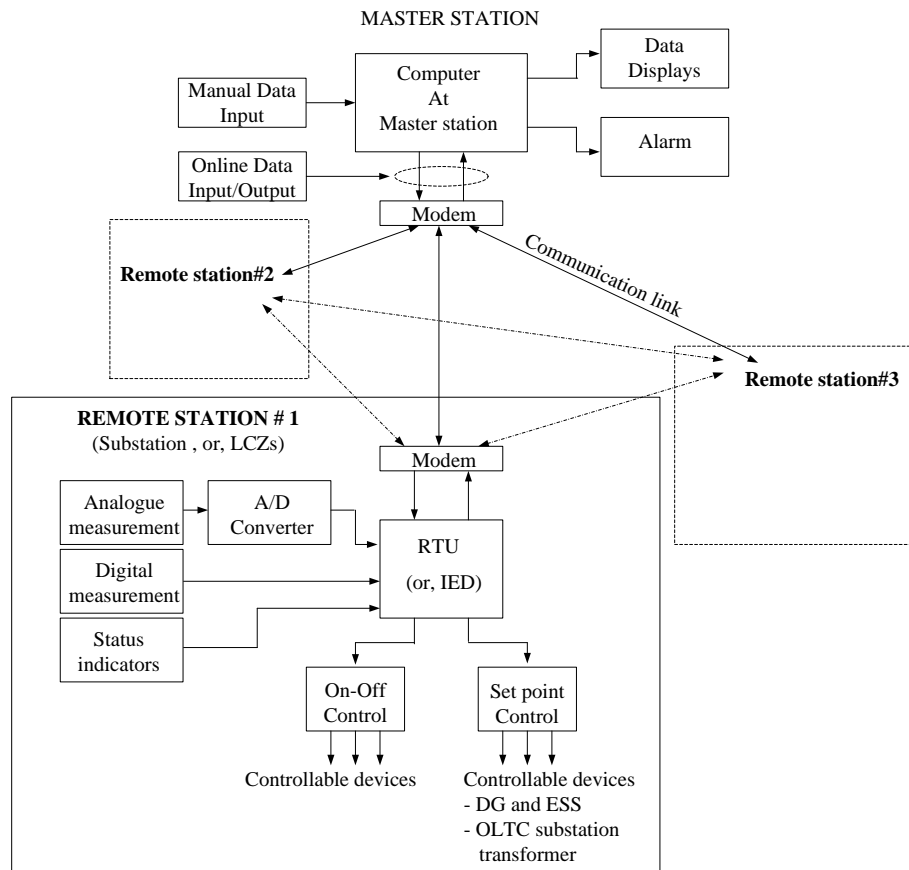 MASTER STATION
Data
Displays
Computer
At
Master station
Manual Data
Input
Alarm
Online Data
Input/Output
Modem
Communication link
Remote station#2
Remote station#3
REMOTE STATION # 1
(Substation , or, LCZs)
Modem
Analogue
measurement
A/D
Converter
RTU
(or, IED)
Digital
measurement
Status
indicators
On-Off
Control
Set point
Control
Controllable devices
Controllable devices
- DG and ESS
- OLTC substation
transformer